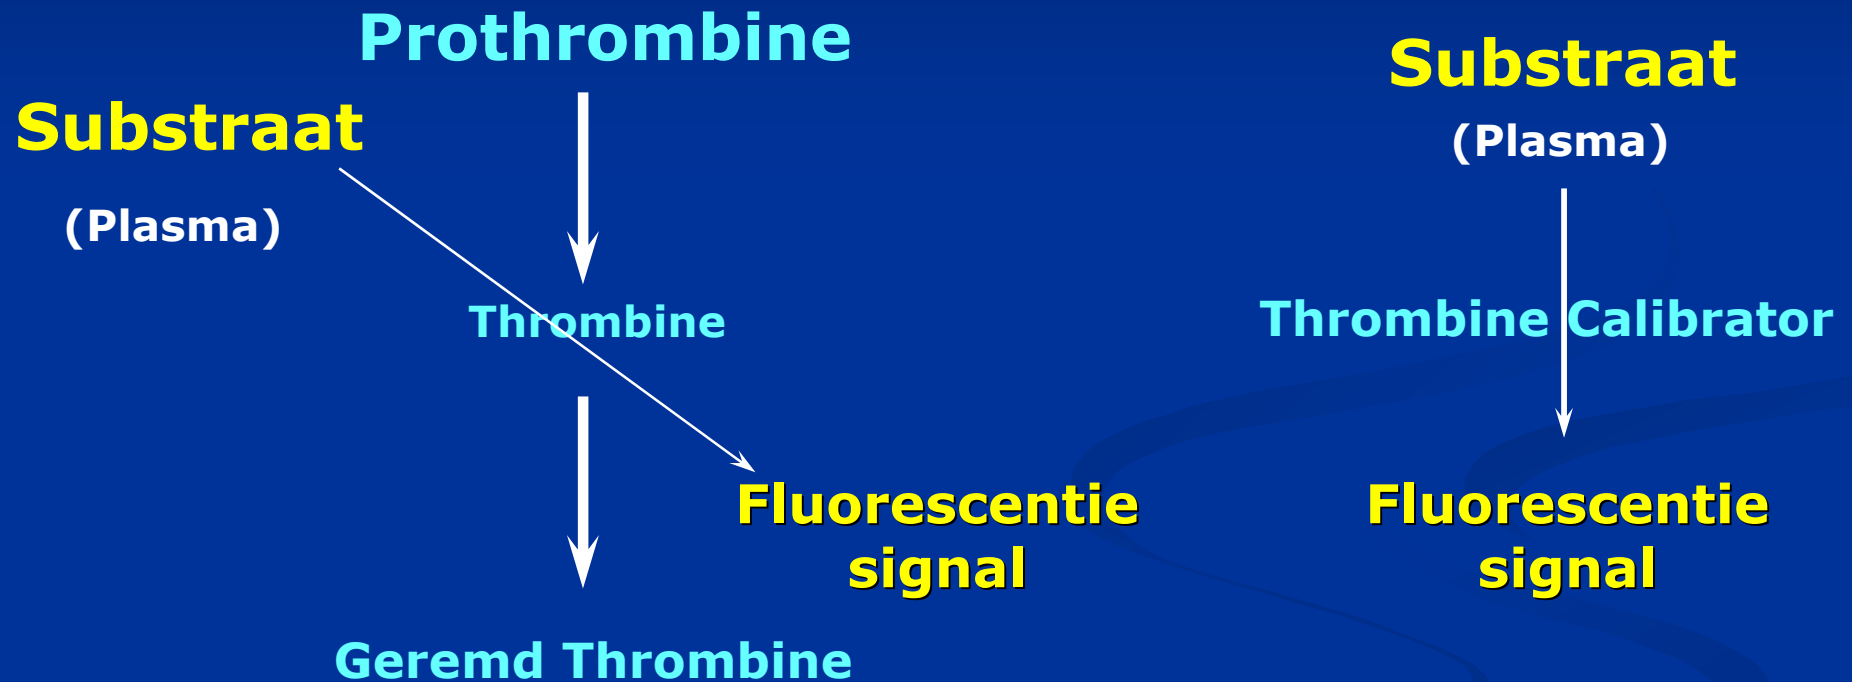 Prothrombine
Substraat
(Plasma)
Thrombine
Fluorescentie
signal
Geremd Thrombine
Substraat
(Plasma)
Thrombine Calibrator
Fluorescentie
signal